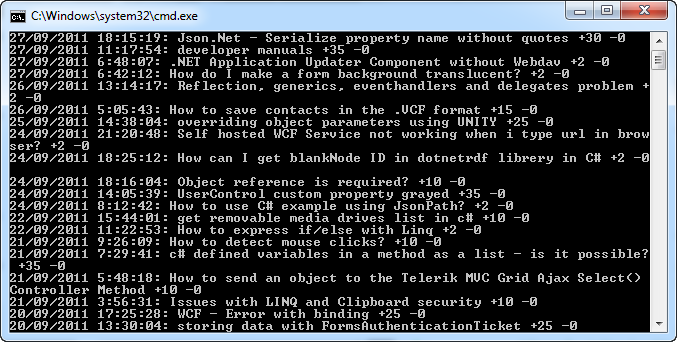 C:\Windows\system32\cmd.exe
27/09/2011 18:15:19: Json.Net - Serialize property name without quotes +30 -0
27/09/2011 11:17:54: developer manuals +35 -0
27/09/2011 6:48:07: .NET Application Updater Component without Webdav +2 -0
27/09/2011 6:42:12: How do I make a form background translucent? +2 -0
26/09/2011 13:14:17: Reflection, generics, eventhandlers and delegates problem +
2 -0
26/09/2011 5:05:43: How to save contacts in the .VCF format +15 -0
25/09/2011 14:38:04: overriding object parameters using UNITY +25 -0
24/09/2011 21:20:48: Self hosted WCF Service not working when i type url in brow
ser? +2 -0
24/09/2011 18:25:12: How can I get blankNode ID in dotnetrdf librery in C# +2 -0
24/09/2011 18:16:04: Object reference is required? +10 -0
24/09/2011 14:05:39: UserControl custom property grayed +35 -0
24/09/2011 8:12:42: How to use C# example using JsonPath? +2 -0
22/09/2011 15:44:01: get removable media drives list in c# +10 -0
22/09/2011 11:22:53: How to express if/else with Linq +2 -0
21/09/2011 9:26:09: How to detect mouse clicks? +10 -0
21/09/2011 7:29:41: c# defined variables in a method as a list - is it possible?
+35 -0
21/09/2011 5:48:18: How to send an object to the Telerik MVC Grid Ajax Select()
Controller Method +10 -0
21/09/2011 3:56:31: Issues with LINQ and Clipboard security +10 -0
20/09/2011 17:25:28: WCF - Error with binding +25 -0
20/09/2011 13:30:04: storing data with FormsAuthenticationTicket +25 -0